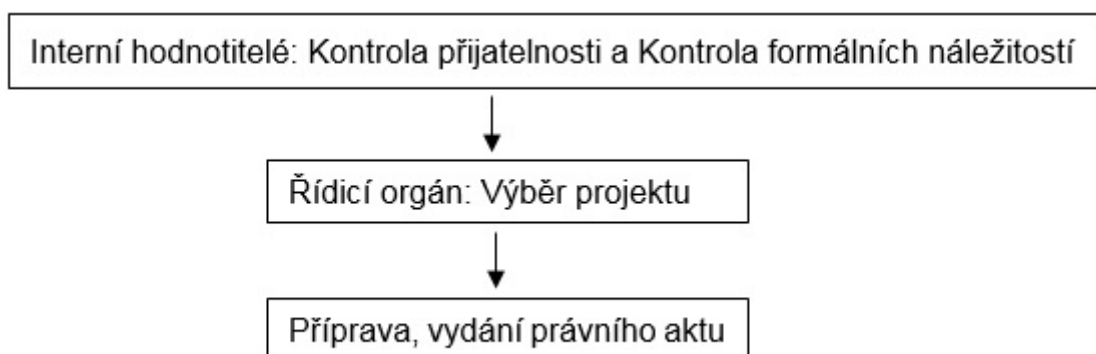 Interní hodnotitelé: Kontrola přijatelnosti a Kontrola formálních náležitostí
Řídicí orgán: Výběr projektu
Příprava, vydání právního aktu